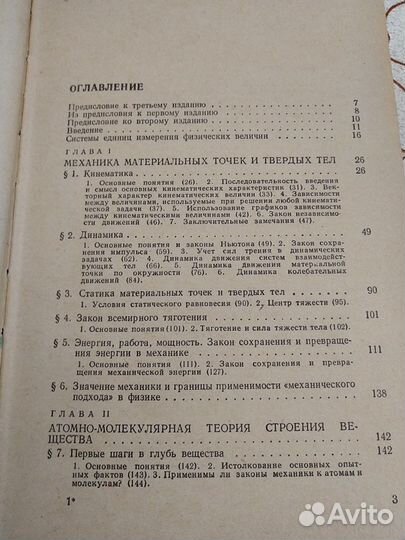 ОГЛАВЛЕНИЕ
Предисловие к третьему изданию . . . . . . . . . . . 7
Из предисловия к первому изданию . . . . . . . . . . 8
Предисловие ко второму изданию . . . . . . . . . . . 10
Введение . . . . . . . . . . . . . . . . . . . 11
Системы единиц измерения физических величин . . . . . . . 16
ГЛАВА I
МЕХАНИКА МАТЕРИАЛЬНЫХ ТОЧЕК И ТВЕРДЫХ ТЕЛ 26
§ 1. Кинематика . . . . . . . . . . . . . . . . . 26
1. Основные понятия (26). 2. Последовательность введения
и смысл основных кинематических характеристик (31). 3. Век-
торный характер кинематических величин (33). 4. Зависимости
между величинами, используемые при решении любой кинемати-
ческой задачи (37). 5. Использование графиков зависимости
между кинематическими величинами (42). 6. Закон независимо-
сти движений (46). 7. Заключительные замечания (47).
§ 2. Динамика . . . . . . . . . . . . . . . . . . 49
1. Основные понятия и законы Ньютона (49). 2. Закон сохра-
нения импульса (59). 3. Учет сил трения в динамических
задачах (62). 4. Динамика движения систем взаимодейст-
вующих тел (66). 5. Динамика движения материальной
точки по окружности (76). 6. Динамика колебательных
движений (84).
§ 3. Статика материальных точек и твердых тел . . . . . . 90
1. Условия статического равновесия (90). 2. Центр тяжести (95).
§ 4. Закон всемирного тяготения . . . . . . . . . . . 101
1. Основные понятия (101). 2. Тяготение и сила тяжести тела (102).
§ 5. Энергия, работа, мощность. Закон сохранения и превраще-
ния энергии в механике . . . . . . . . . . . . . 111
1. Основные понятия (111). 2. Закон сохранения и превра-
щения механической энергии (127).
§ 6. Значение механики и границы применимости «механического
подхода» в физике . . . . . . . . . . . . . . . 138
ГЛАВА II
АТОМНО-МОЛЕКУЛЯРНАЯ ТЕОРИЯ СТРОЕНИЯ ВЕ-
ЩЕСТВА . . . . . . . . . . . . . . . . . . . 142
§ 7. Первые шаги в глубь вещества . . . . . . . . . . 142
1. Основные понятия (142). 2. Истолкование основных опыт-
ных фактов (144). 3. Применимы ли законы механики к атомам и
молекулам? (144).
1* 3
Avito